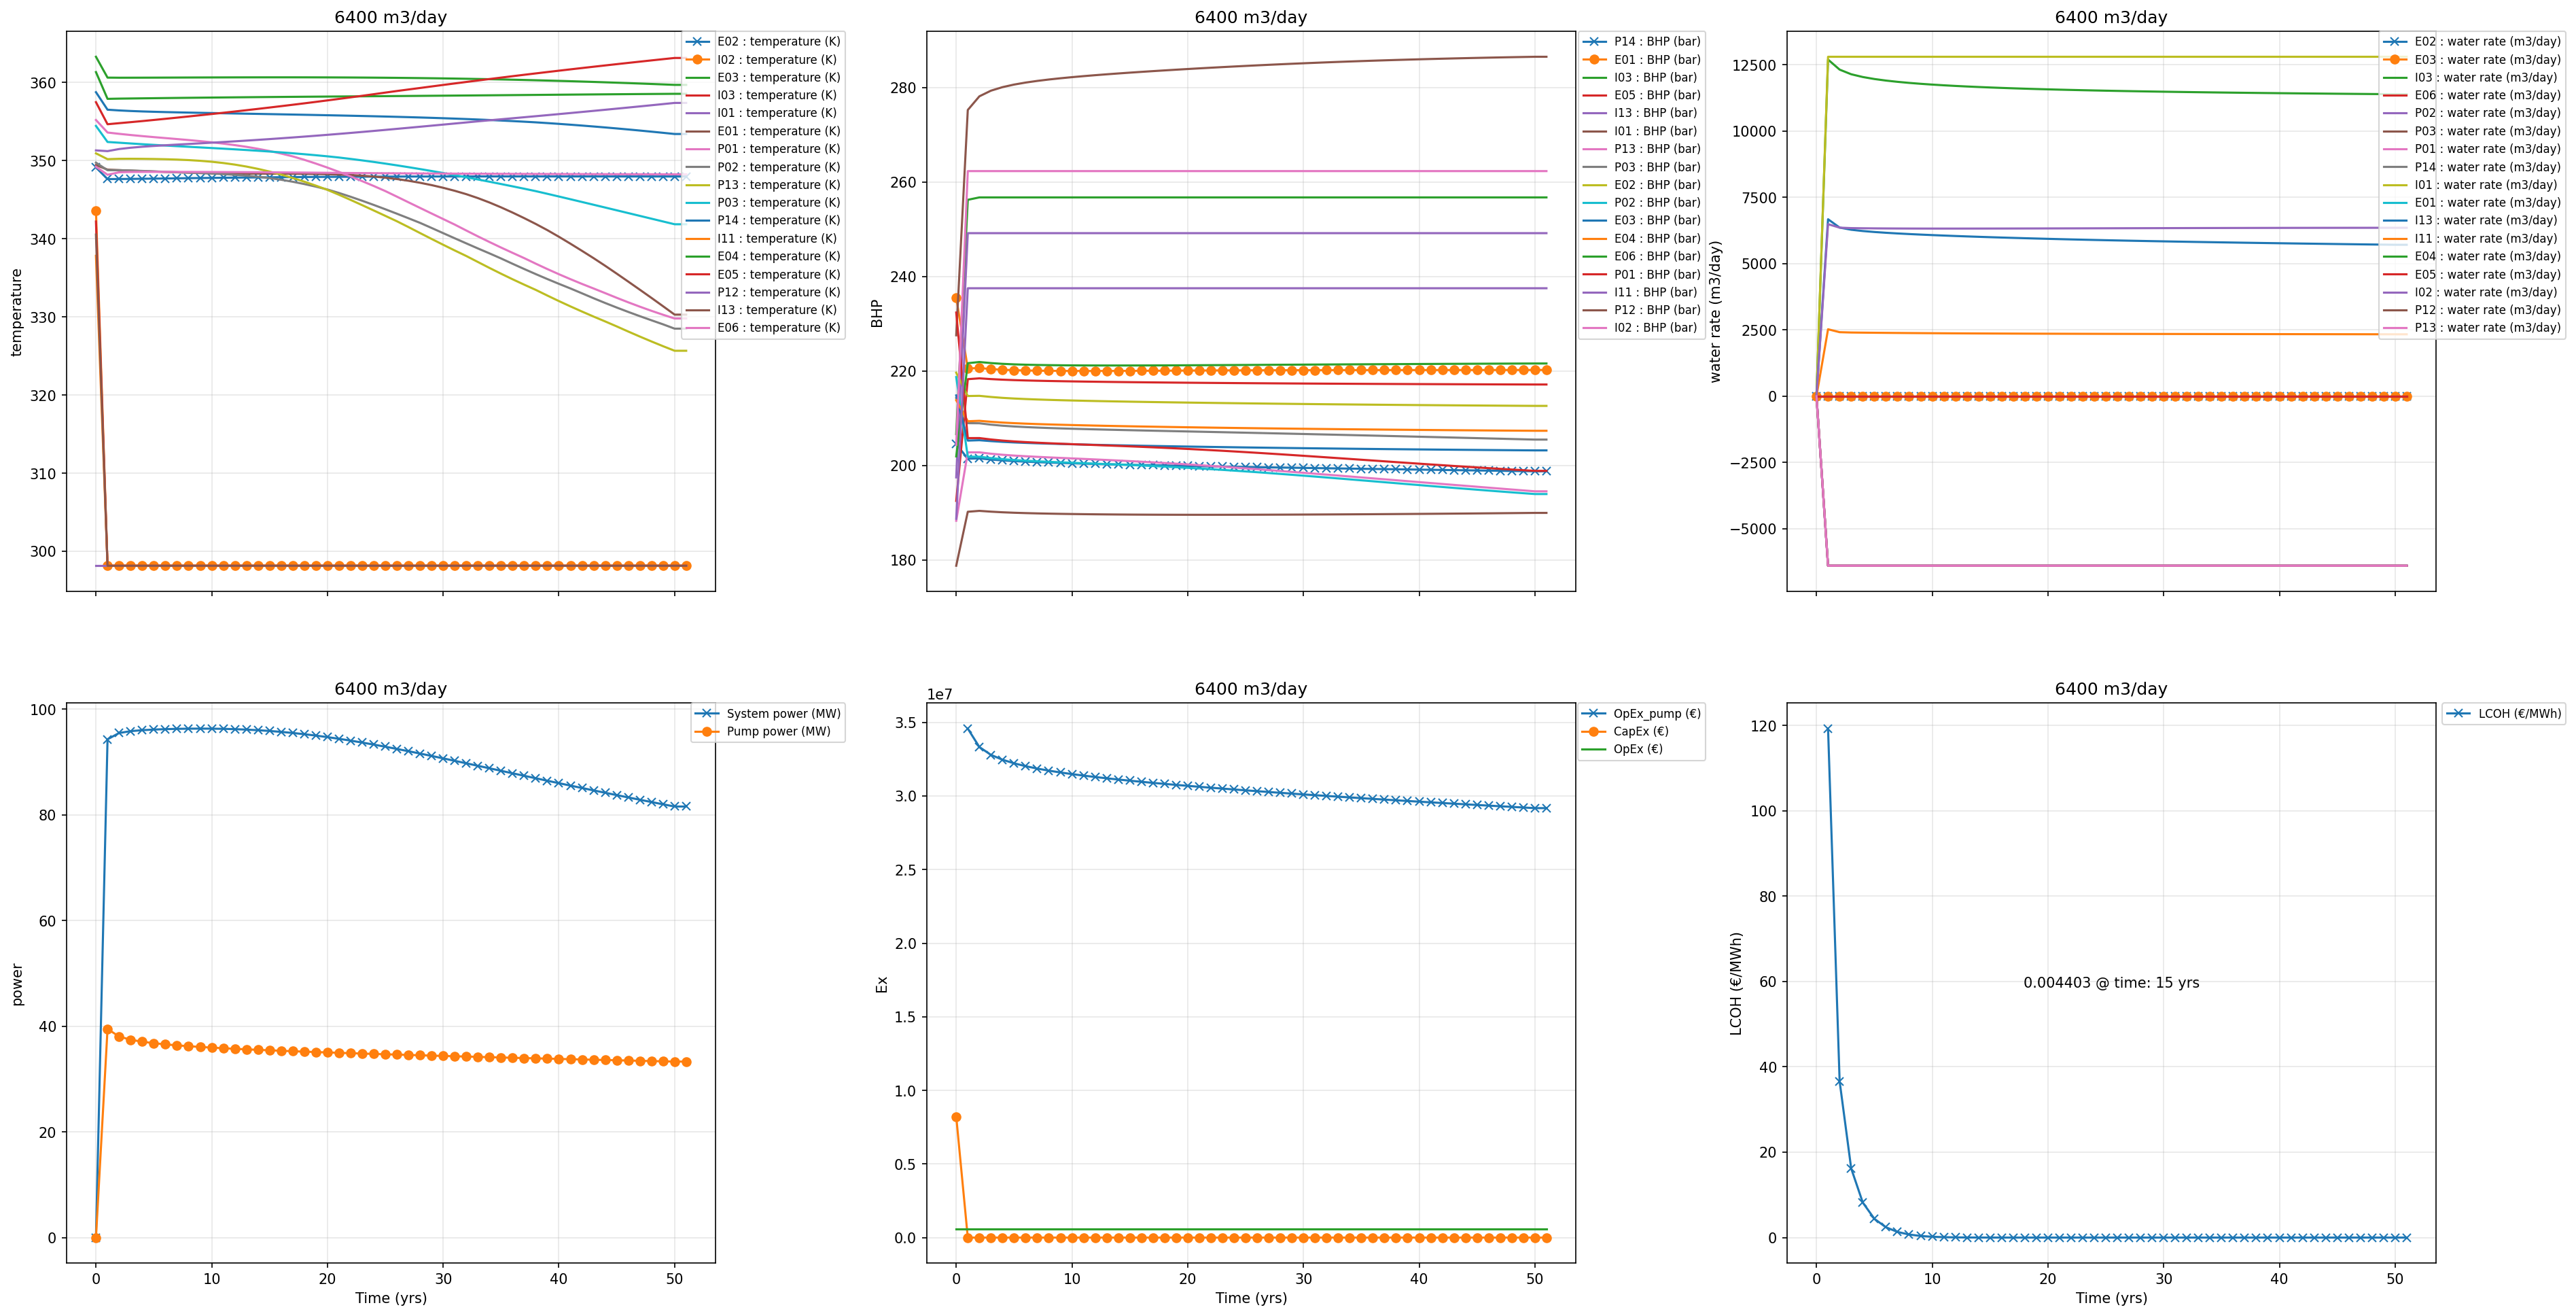 6400 m3/day
temperature
360
350
340
330
320
310
300
E02 : temperature (K)
I02 : temperature (K)
E03 : temperature (K)
I03 : temperature (K)
I01 : temperature (K)
E01 : temperature (K)
P01 : temperature (K)
P02 : temperature (K)
P13 : temperature (K)
P03 : temperature (K)
P14 : temperature (K)
I11 : temperature (K)
E04 : temperature (K)
E05 : temperature (K)
P12 : temperature (K)
I13 : temperature (K)
E06 : temperature (K)
6400 m3/day
BHP
280
260
240
220
200
180
P14 : BHP (bar)
E01 : BHP (bar)
I03 : BHP (bar)
E05 : BHP (bar)
I13 : BHP (bar)
I01 : BHP (bar)
P13 : BHP (bar)
P03 : BHP (bar)
E02 : BHP (bar)
P02 : BHP (bar)
E03 : BHP (bar)
E04 : BHP (bar)
E06 : BHP (bar)
P01 : BHP (bar)
I11 : BHP (bar)
P12 : BHP (bar)
I02 : BHP (bar)
6400 m3/day
water rate (m3/day)
12500
10000
7500
5000
2500
0
−2500
−5000
E02 : water rate (m3/day)
E03 : water rate (m3/day)
I03 : water rate (m3/day)
E06 : water rate (m3/day)
P02 : water rate (m3/day)
P03 : water rate (m3/day)
P01 : water rate (m3/day)
P14 : water rate (m3/day)
I01 : water rate (m3/day)
E01 : water rate (m3/day)
I13 : water rate (m3/day)
I11 : water rate (m3/day)
E04 : water rate (m3/day)
E05 : water rate (m3/day)
I02 : water rate (m3/day)
P12 : water rate (m3/day)
P13 : water rate (m3/day)
6400 m3/day
power
100
80
60
40
20
0
System power (MW)
Pump power (MW)
0 10 20 30 40 50
Time (yrs)
1e7
6400 m3/day
Ex
3.5
3.0
2.5
2.0
1.5
1.0
0.5
0.0
OpEx_pump (€)
CapEx (€)
OpEx (€)
0 10 20 30 40 50
Time (yrs)
6400 m3/day
LCOH (€/MWh)
120
100
80
60
40
20
0
LCOH (€/MWh)
0.004403 @ time: 15 yrs
0 10 20 30 40 50
Time (yrs)